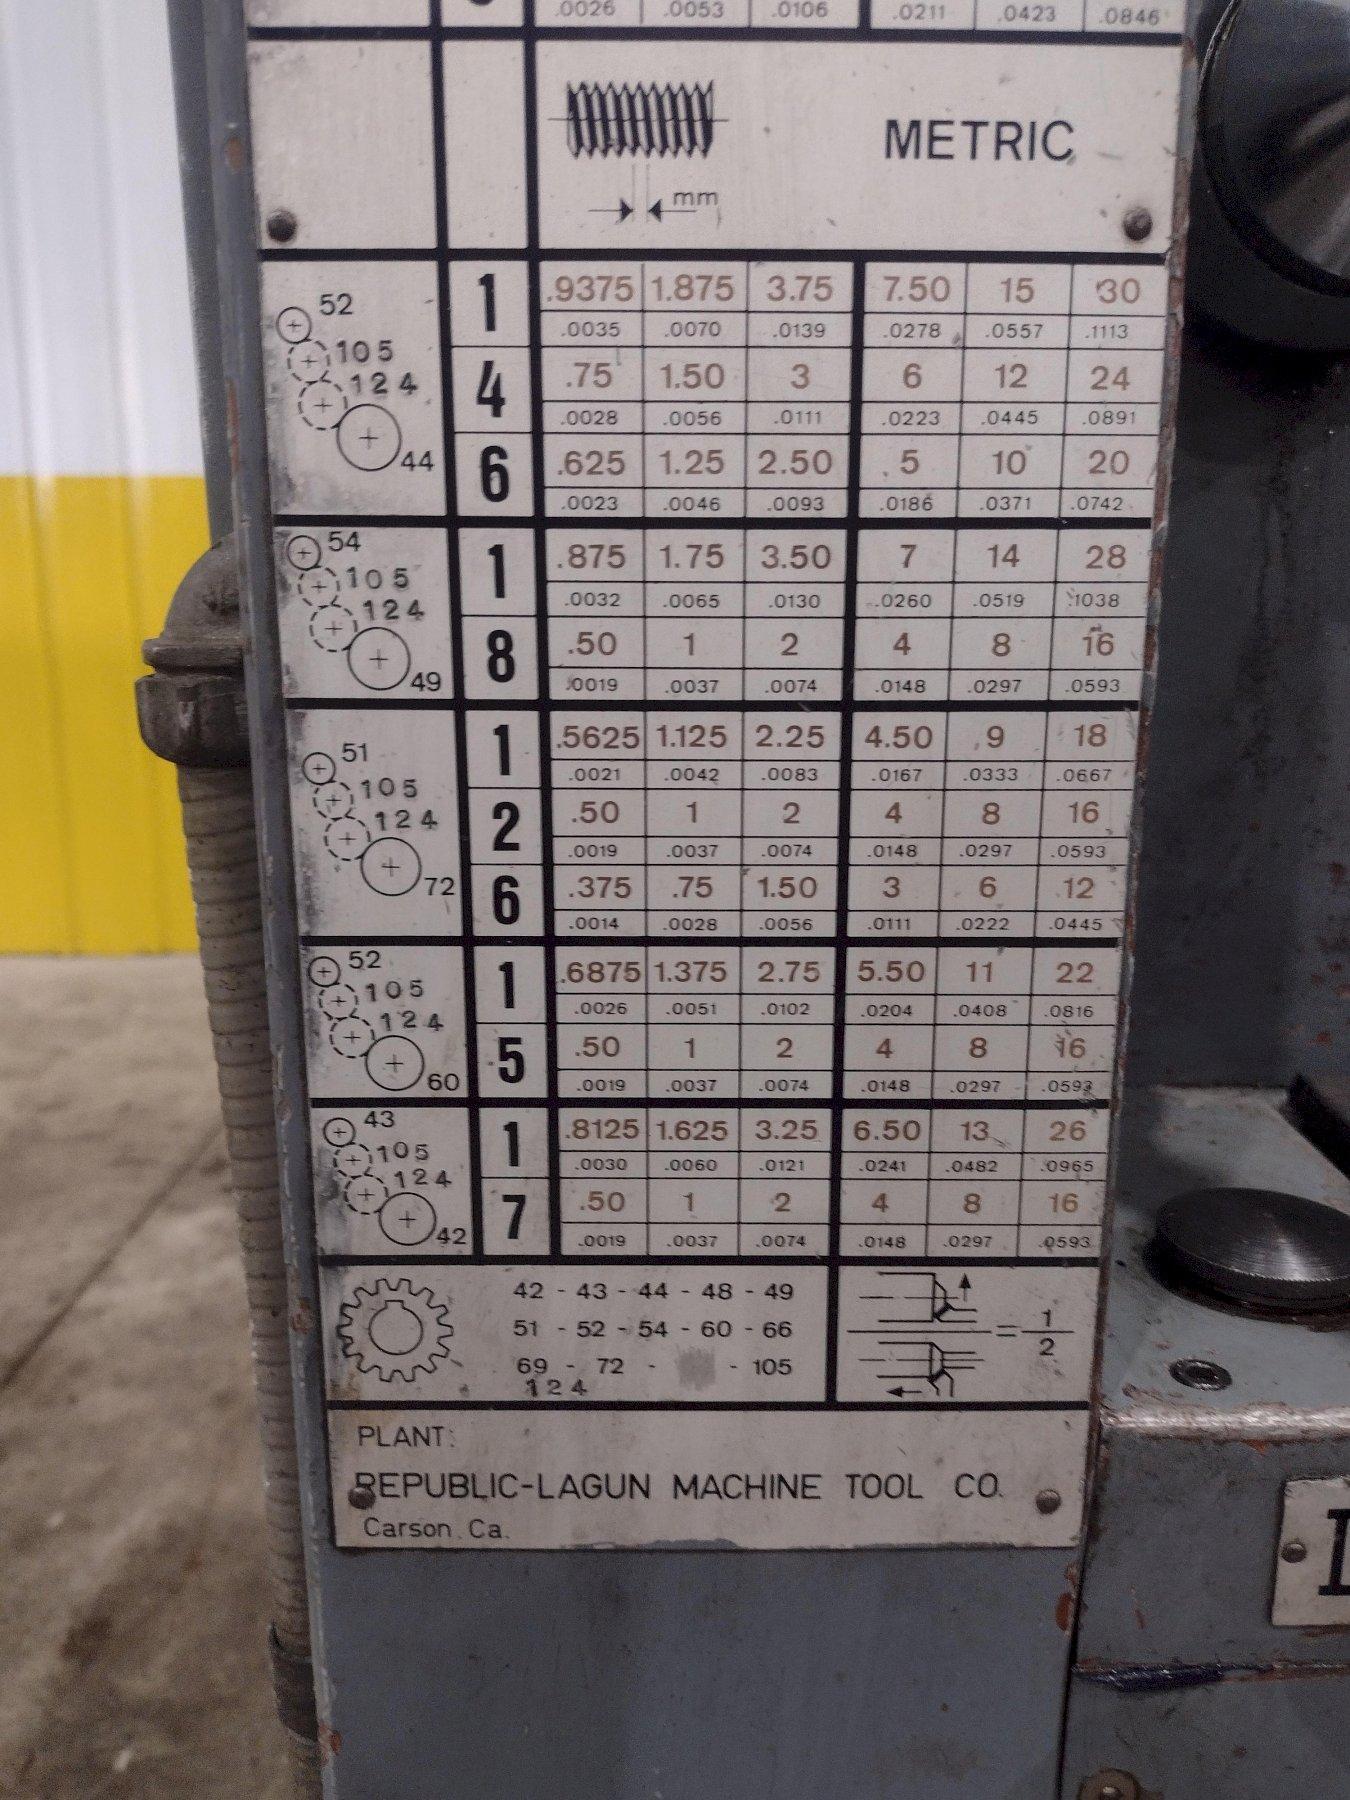 .0026 .0053 .0106 .0211 .0423 .0846
METRIC
mm
52 105 124 44
1 .9375 1.875 3.75 7.50 15 30
.0035 .0070 .0139 .0278 .0557 .1113
4 .75 1.50 3 6 12 24
.0028 .0056 .0111 .0223 .0445 .0891
6 .625 1.25 2.50 5 10 20
.0023 .0046 .0093 .0186 .0371 .0742
54 105 124 49
1 .875 1.75 3.50 7 14 28
.0032 .0065 .0130 .0260 .0519 .1038
8 .50 1 2 4 8 16
.0019 .0037 .0074 .0148 .0297 .0593
51 105 124 72
1 .5625 1.125 2.25 4.50 9 18
.0021 .0042 .0083 .0167 .0333 .0667
2 .50 1 2 4 8 16
.0019 .0037 .0074 .0148 .0297 .0593
6 .375 .75 1.50 3 6 12
.0014 .0028 .0056 .0111 .0222 .0445
52 105 124 60
1 .6875 1.375 2.75 5.50 11 22
.0026 .0051 .0102 .0204 .0408 .0816
5 .50 1 2 4 8 16
.0019 .0037 .0074 .0148 .0297 .0593
43 105 124 42
1 .8125 1.625 3.25 6.50 13 26
.0030 .0060 .0121 .0241 .0482 .0965
7 .50 1 2 4 8 16
.0019 .0037 .0074 .0148 .0297 .0593
42 - 43 - 44 - 48 - 49
51 - 52 - 54 - 60 - 66
69 - 72 - - 105
124
= 1/2
PLANT:
REPUBLIC-LAGUN MACHINE TOOL CO.
Carson. Ca.